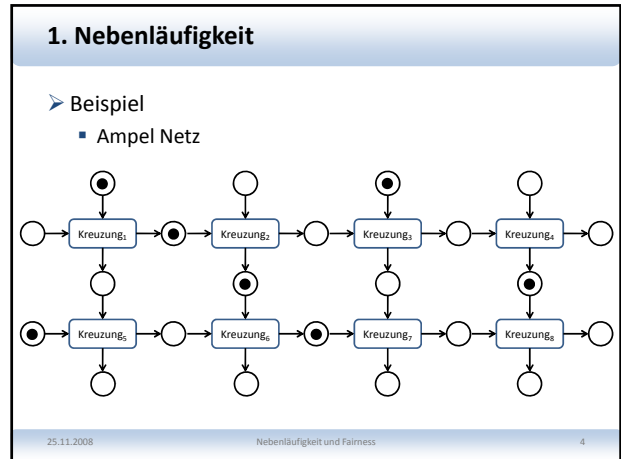 1. Nebenläufigkeit
Beispiel
Ampel Netz
Kreuzung₁ Kreuzung₂ Kreuzung₃ Kreuzung₄
Kreuzung₅ Kreuzung₆ Kreuzung₇ Kreuzung₈
25.11.2008 Nebenläufigkeit und Fairness 4